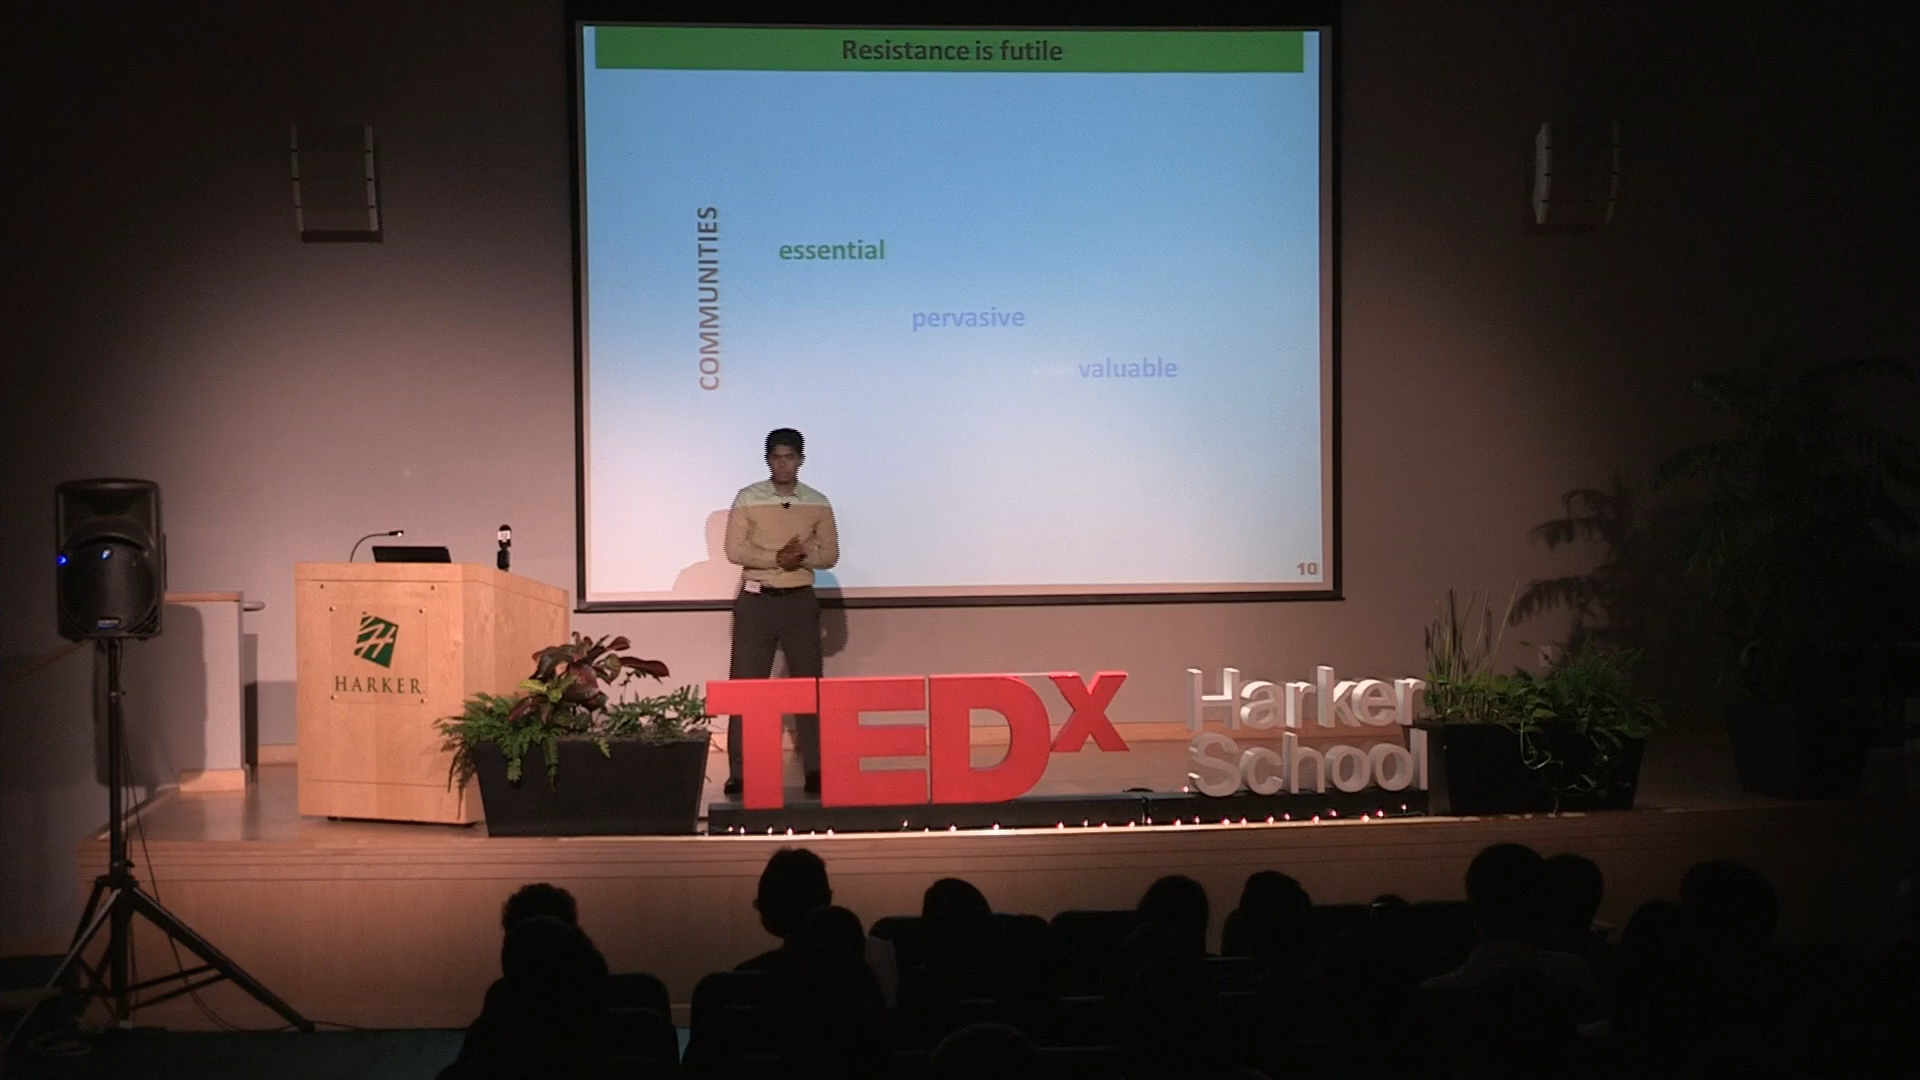 Resistance is futile
COMMUNITIES
essential
pervasive
valuable
10
HARKER
TEDx
Harker
School